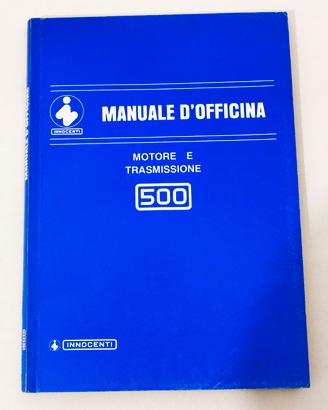 INNOCENTI
MANUALE D'OFFICINA
MOTORE E
TRASMISSIONE
500
INNOCENTI